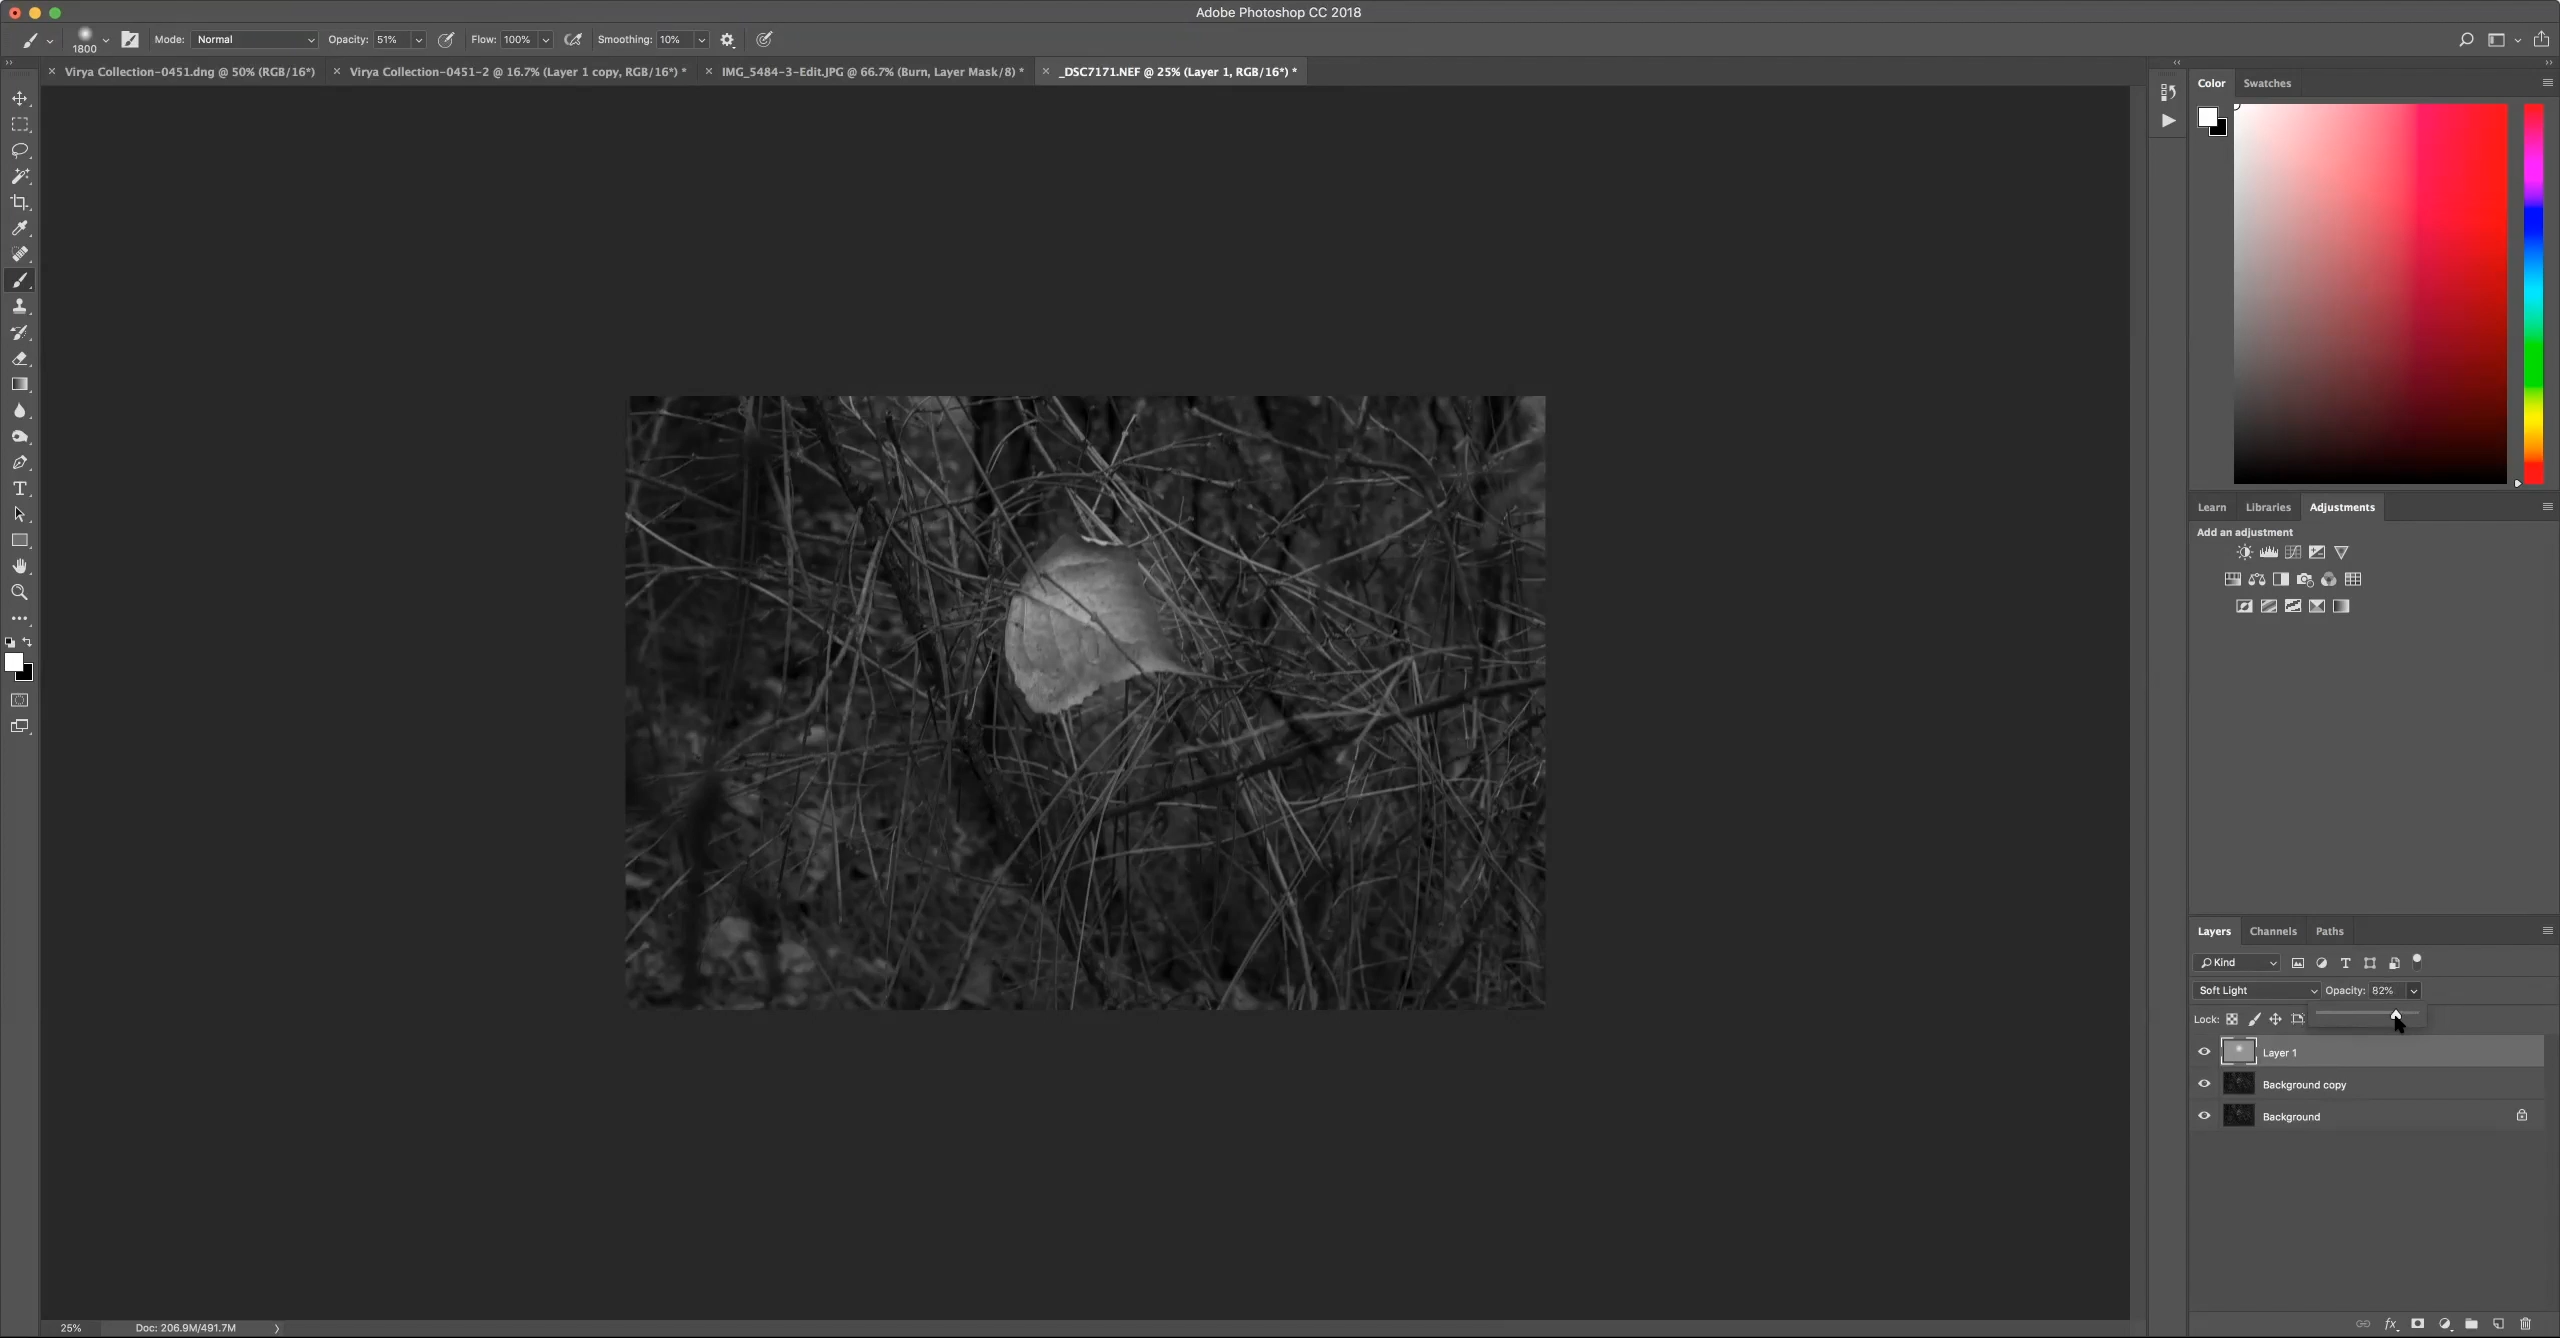 Adobe Photoshop CC 2018
1800 Mode: Normal Opacity: 51% Flow: 100% Smoothing: 10%
Virya Collection-0451.dng @ 50% (RGB/16*) Virya Collection-0451-2 @ 16.7% (Layer 1 copy, RGB/16*) * IMG_5484-3-Edit.JPG @ 66.7% (Burn, Layer Mask/8) * _DSC7171.NEF @ 25% (Layer 1, RGB/16*) *
Color Swatches
Learn Libraries Adjustments
Add an adjustment
Layers Channels Paths
Kind
Soft Light Opacity: 82%
Lock:
Layer 1
Background copy
Background
25% Doc: 206.9M/491.7M